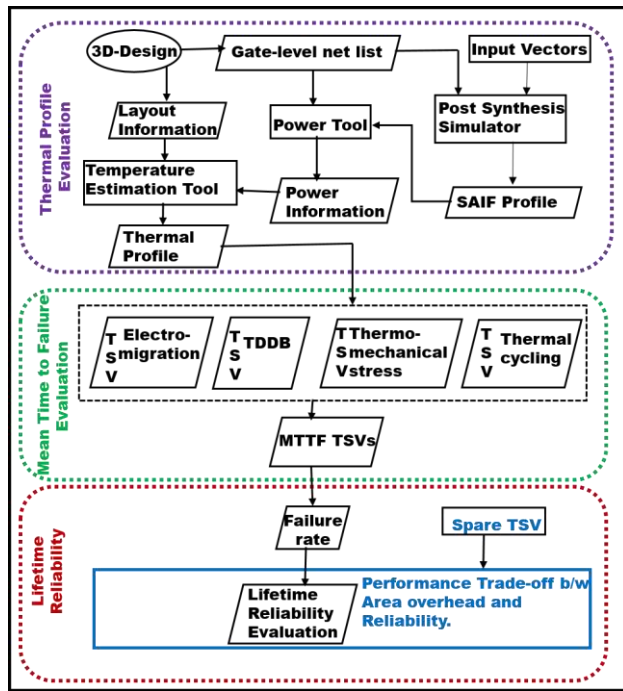 Thermal Profile
Evaluation
3D-Design
Gate-level net list
Input Vectors
Layout
Information
Power Tool
Post Synthesis
Simulator
Temperature
Estimation Tool
Power
Information
SAIF Profile
Thermal
Profile
Mean Time to Failure
Evaluation
T
S
V
Electro-
migration
T
S
V
TDDB
T
S
V
Thermo-
mechanical
stress
T
S
V
Thermal
cycling
MTTF TSVs
Lifetime
Reliability
Failure
rate
Spare TSV
Lifetime
Reliability
Evaluation
Performance Trade-off b/w
Area overhead and
Reliability.